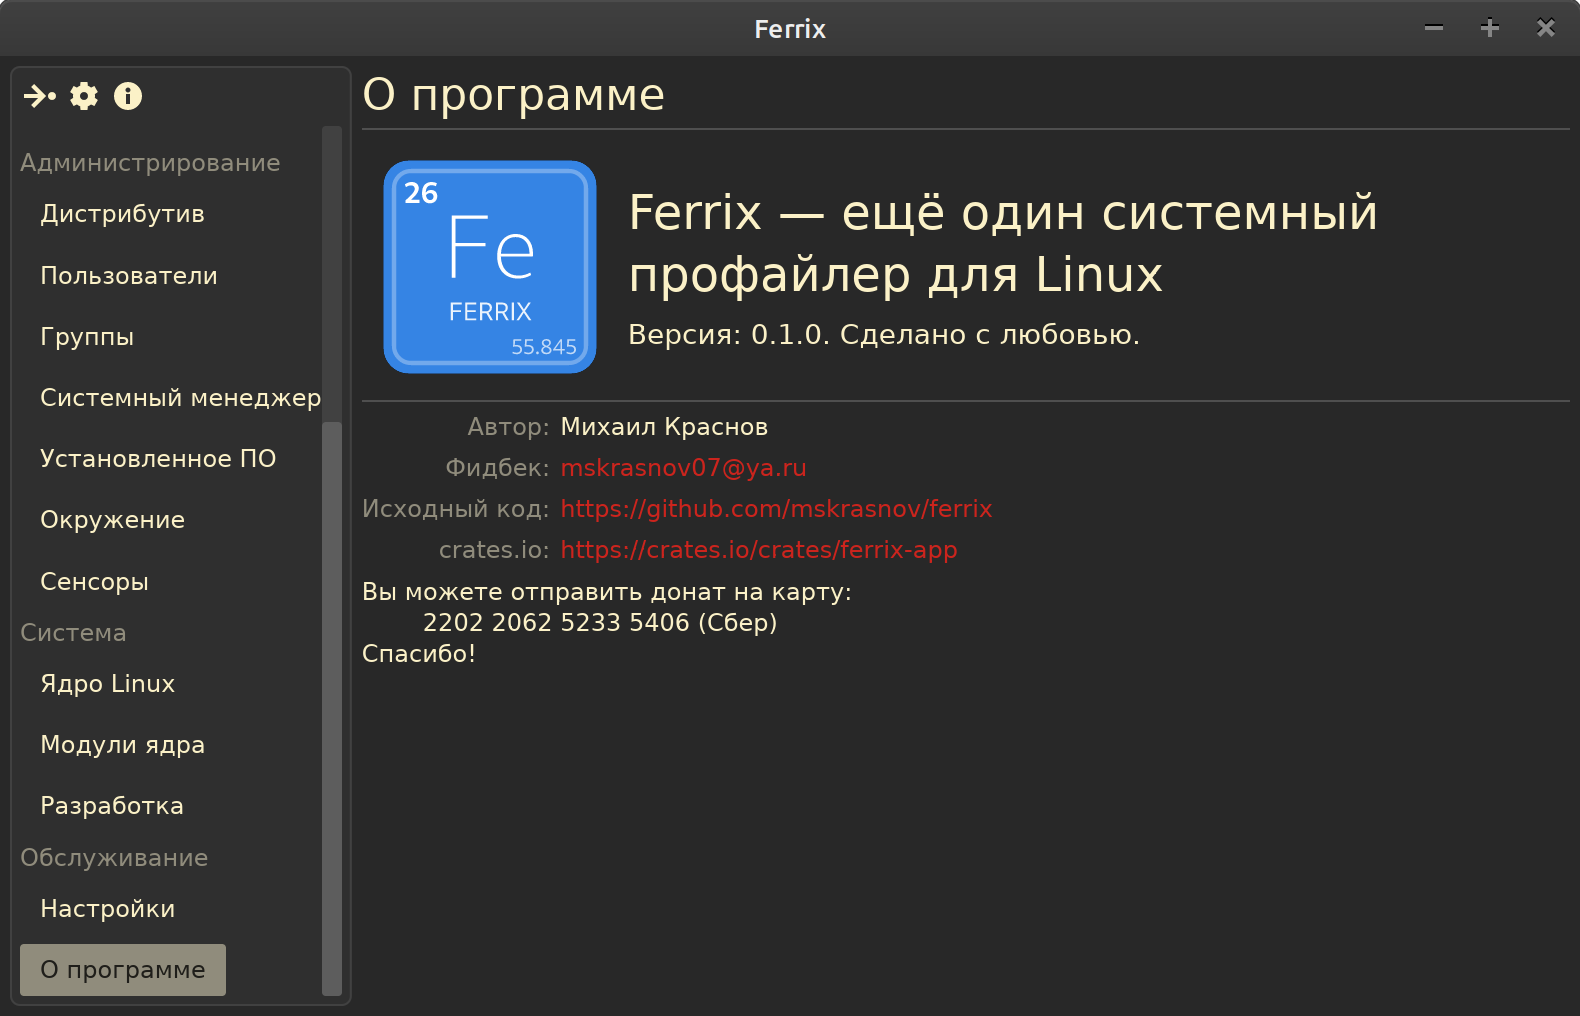 Ferrix
Администрирование
Дистрибутив
Пользователи
Группы
Системный менеджер
Установленное ПО
Окружение
Сенсоры
Система
Ядро Linux
Модули ядра
Разработка
Обслуживание
Настройки
О программе
О программе
26
Fe
FERRIX
55.845
Ferrix — ещё один системный
профайлер для Linux
Версия: 0.1.0. Сделано с любовью.
Автор: Михаил Краснов
Фидбек: mskrasnov07@ya.ru
Исходный код: https://github.com/mskrasnov/ferrix
crates.io: https://crates.io/crates/ferrix-app
Вы можете отправить донат на карту:
2202 2062 5233 5406 (Сбер)
Спасибо!